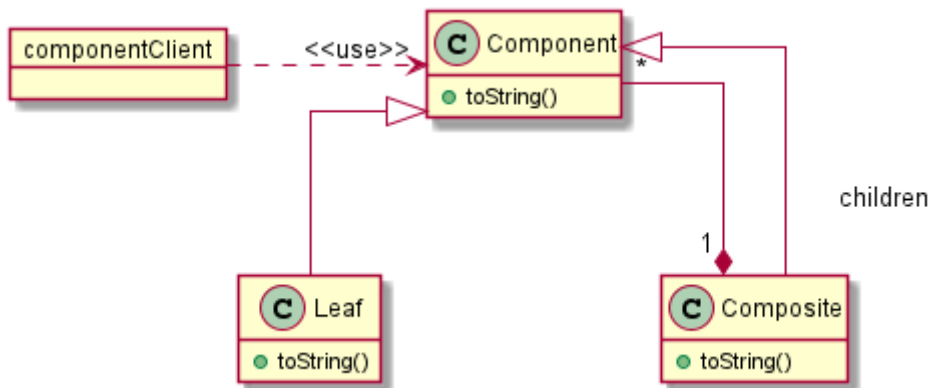 componentClient
<<use>>
C Component
*
toString()
children
1
C Leaf
toString()
C Composite
toString()